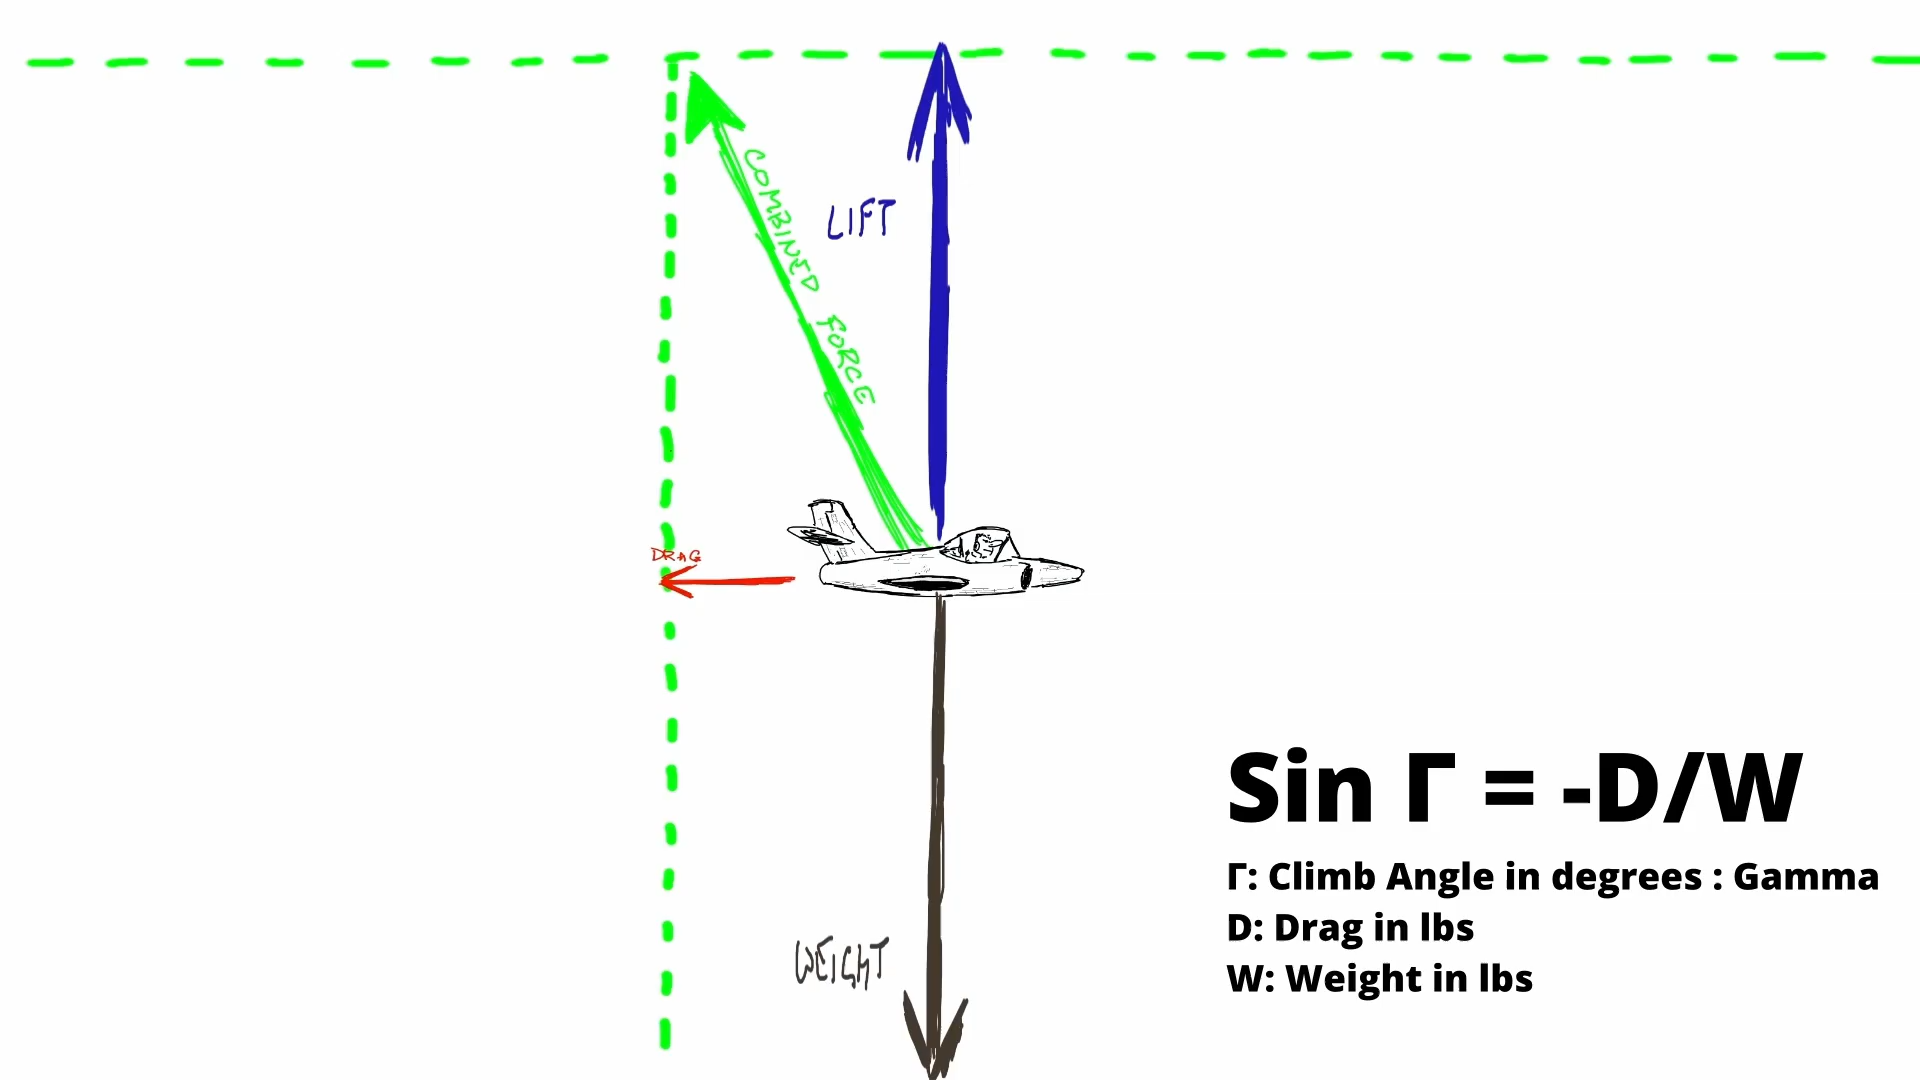 COMBINED FORCE
LIFT
DRAG
WEIGHT
Sin Γ = -D/W
Γ: Climb Angle in degrees : Gamma
D: Drag in lbs
W: Weight in lbs